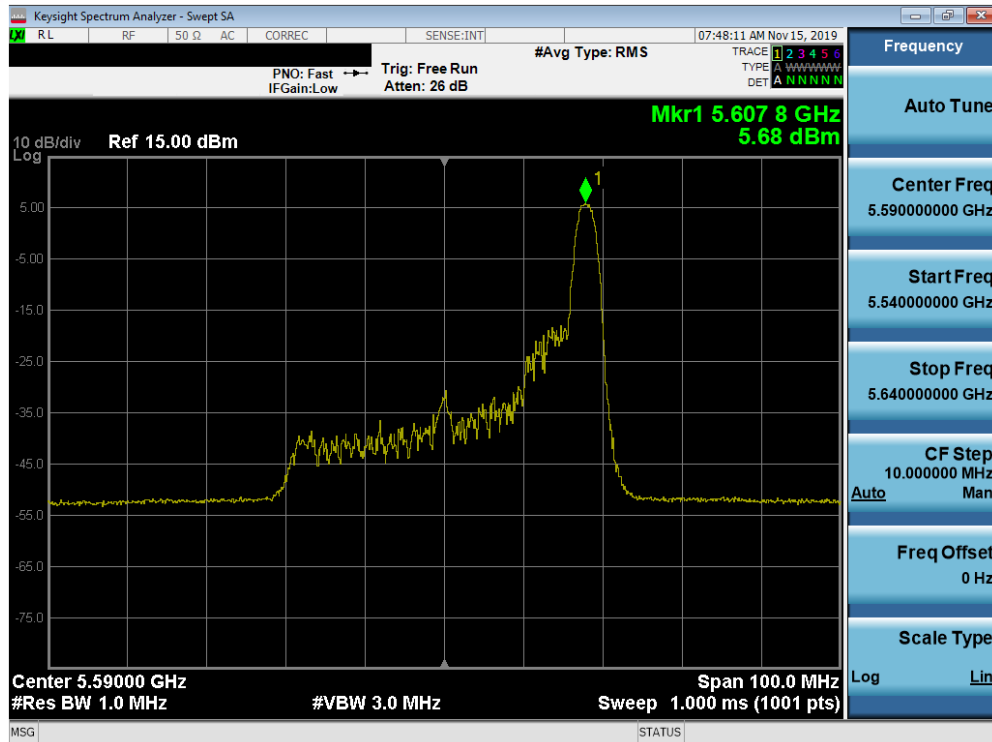 Keysight Spectrum Analyzer - Swept SA
LXI RL RF 50 Ω AC CORREC SENSE:INT 07:48:11 AM Nov 15, 2019
#Avg Type: RMS
TRACE 1 2 3 4 5 6
PNO: Fast Trig: Free Run
TYPE A WWWWW
IFGain:Low Atten: 26 dB
DET A N N N N N
Mkr1 5.607 8 GHz
5.68 dBm
10 dB/div Ref 15.00 dBm
Log
1
5.00
-5.00
-15.0
-25.0
-35.0
-45.0
-55.0
-65.0
-75.0
Center 5.59000 GHz Span 100.0 MHz
#Res BW 1.0 MHz #VBW 3.0 MHz Sweep 1.000 ms (1001 pts)
MSG STATUS
Frequency
Auto Tune
Center Freq
5.590000000 GHz
Start Freq
5.540000000 GHz
Stop Freq
5.640000000 GHz
CF Step
10.000000 MHz
Auto Man
Freq Offset
0 Hz
Scale Type
Log Lin